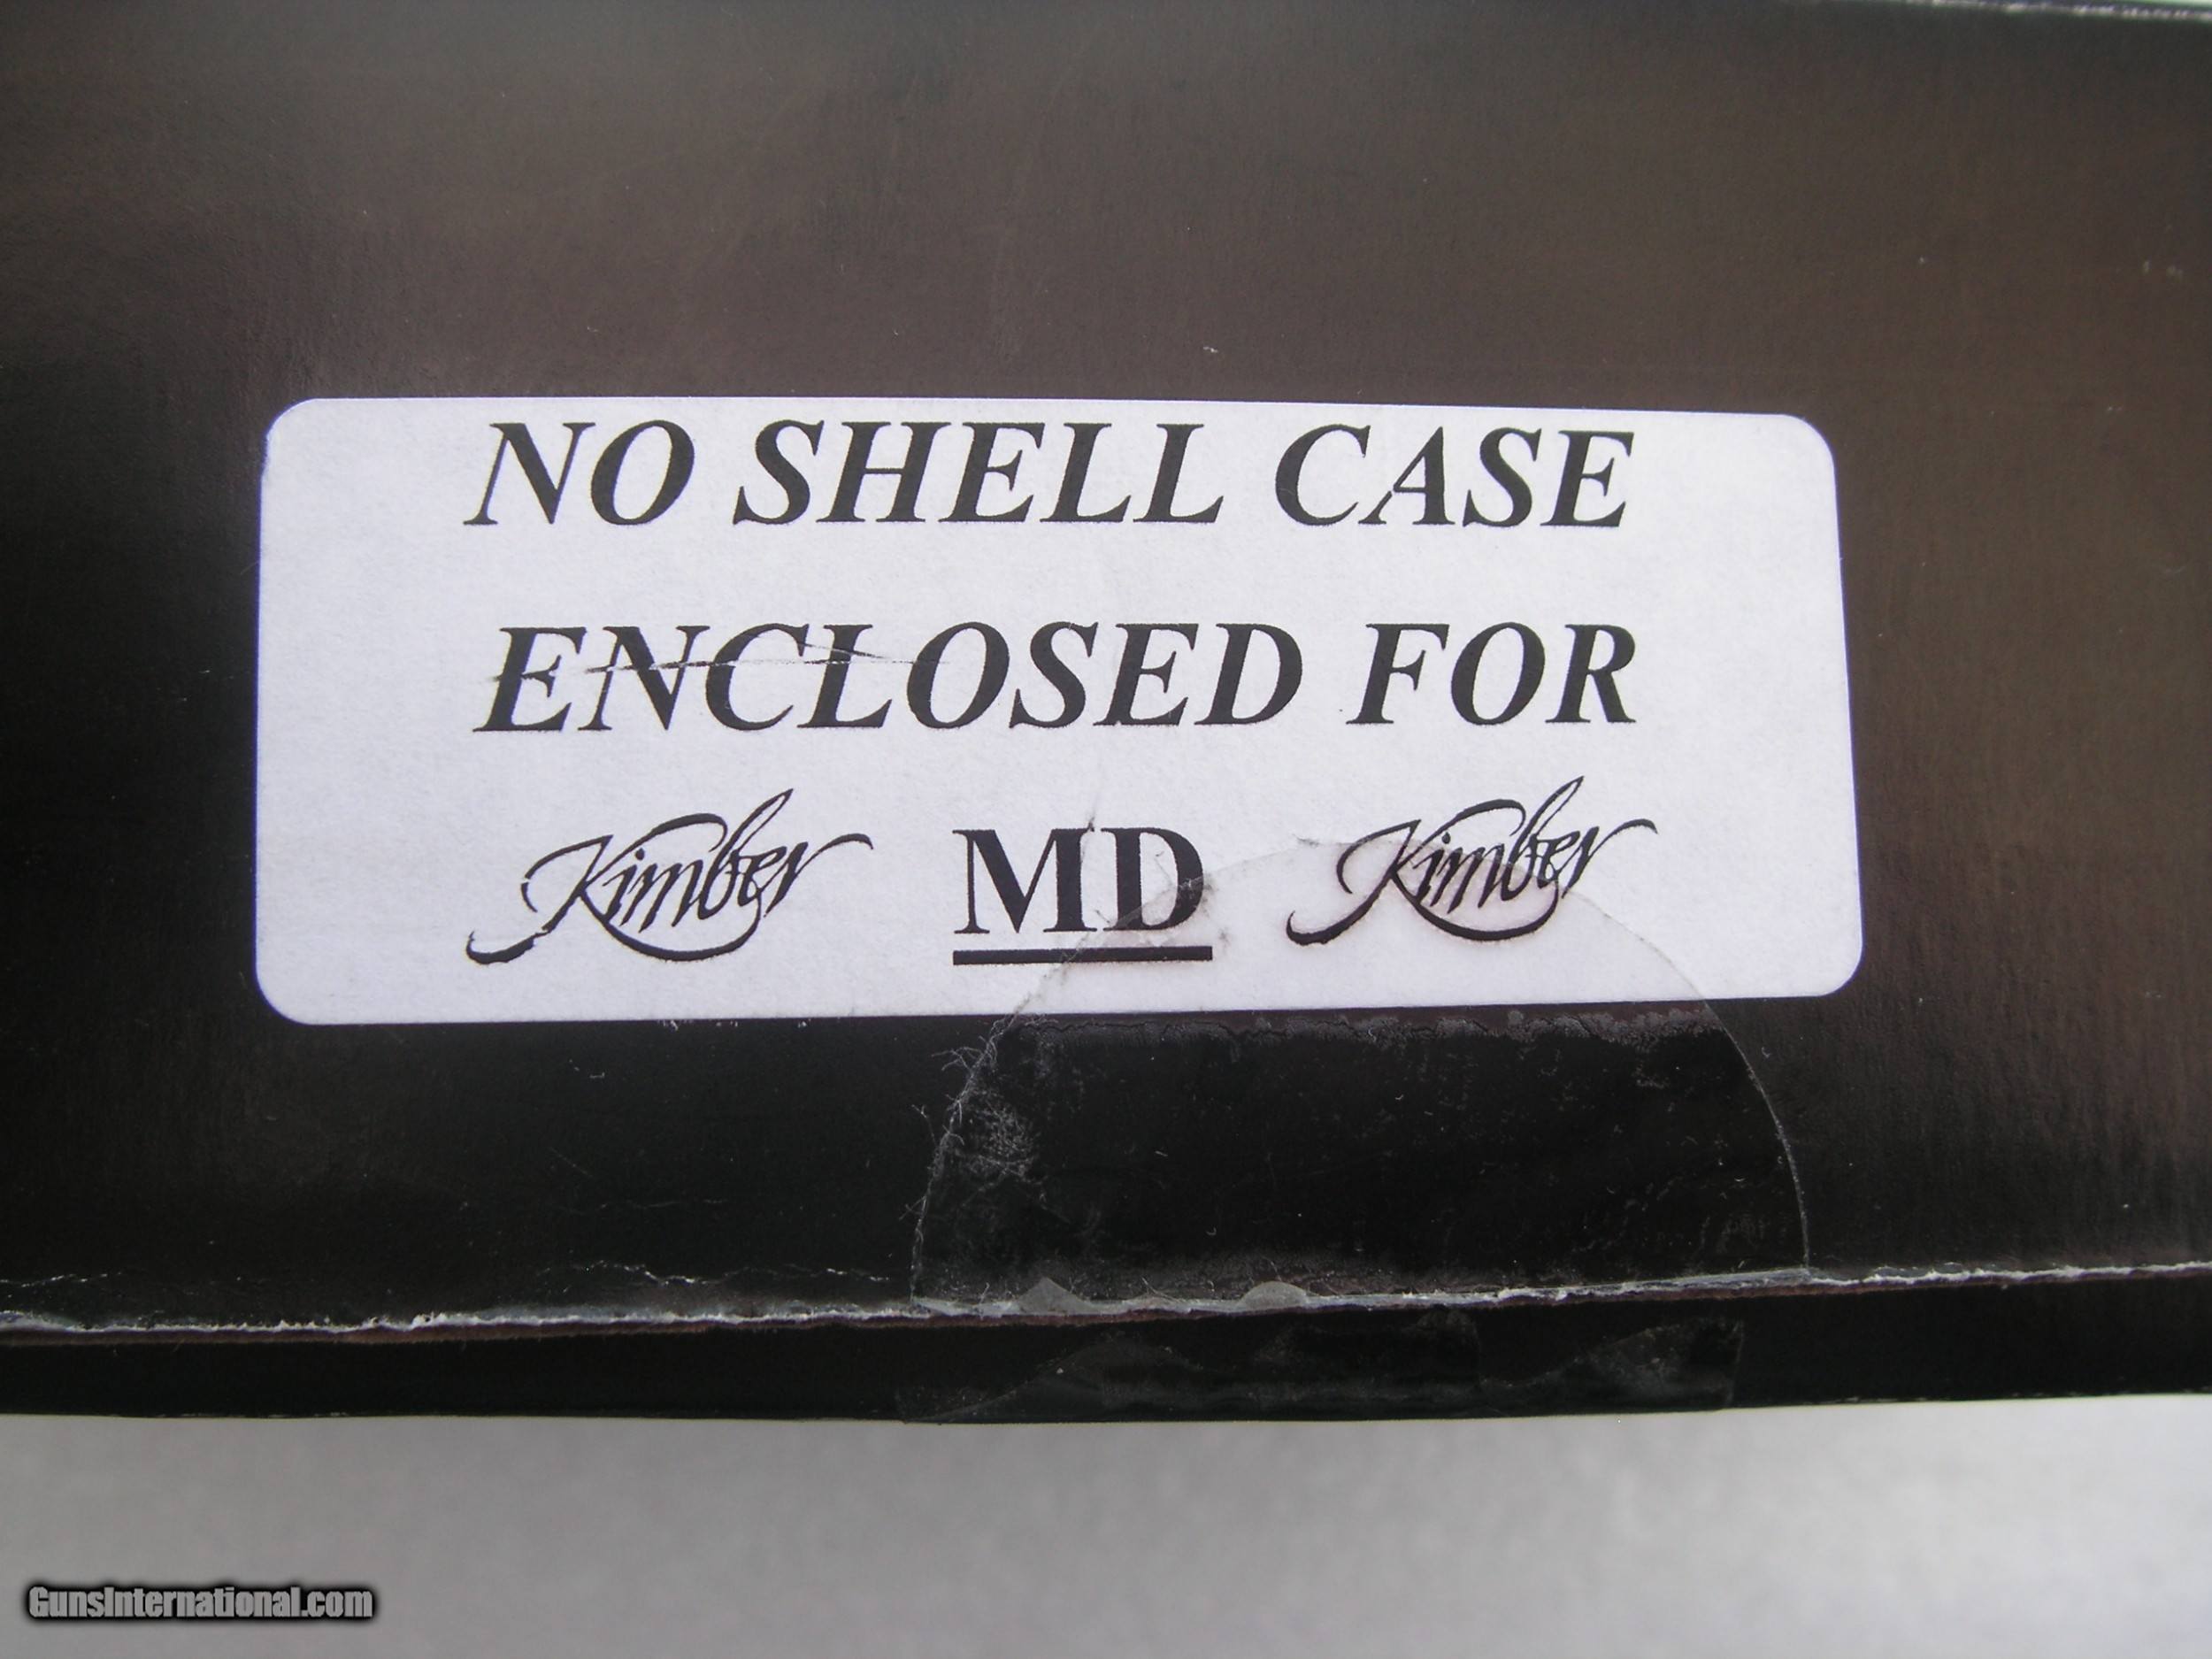 NO SHELL CASE
ENCLOSED FOR
Kimber MD Kimber
GunsInternational.com